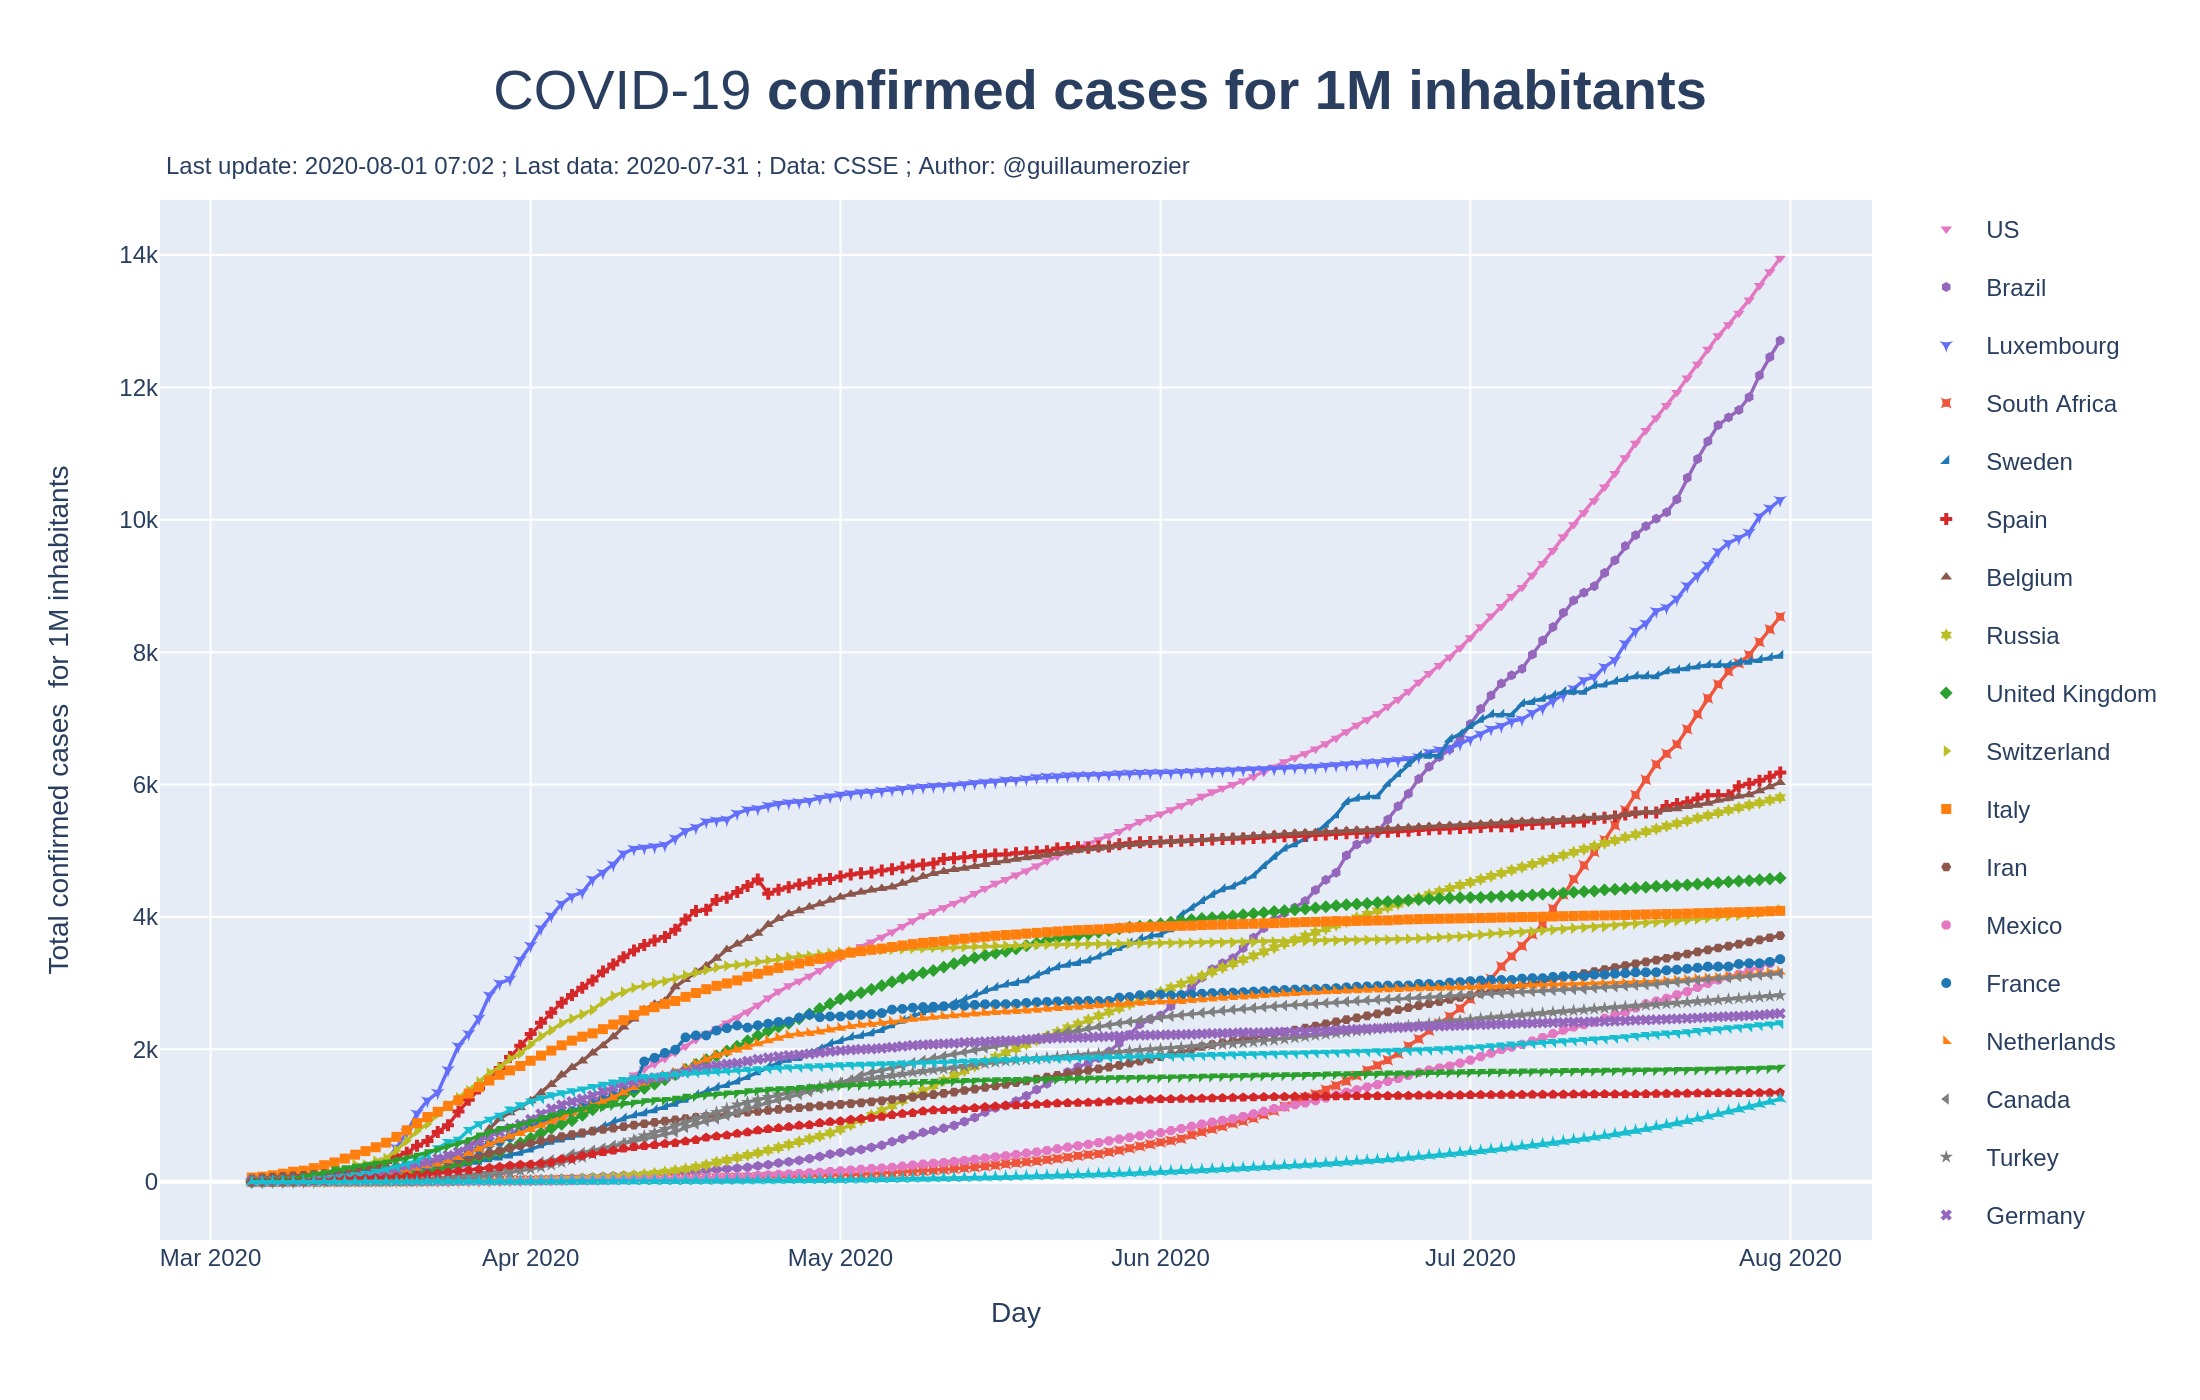 COVID-19 confirmed cases for 1M inhabitants
Last update: 2020-08-01 07:02 ; Last data: 2020-07-31 ; Data: CSSE ; Author: @guillaumerozier
Total confirmed cases  for 1M inhabitants
14k
12k
10k
8k
6k
4k
2k
0
Mar 2020
Apr 2020
May 2020
Jun 2020
Jul 2020
Aug 2020
Day
US
Brazil
Luxembourg
South Africa
Sweden
Spain
Belgium
Russia
United Kingdom
Switzerland
Italy
Iran
Mexico
France
Netherlands
Canada
Turkey
Germany